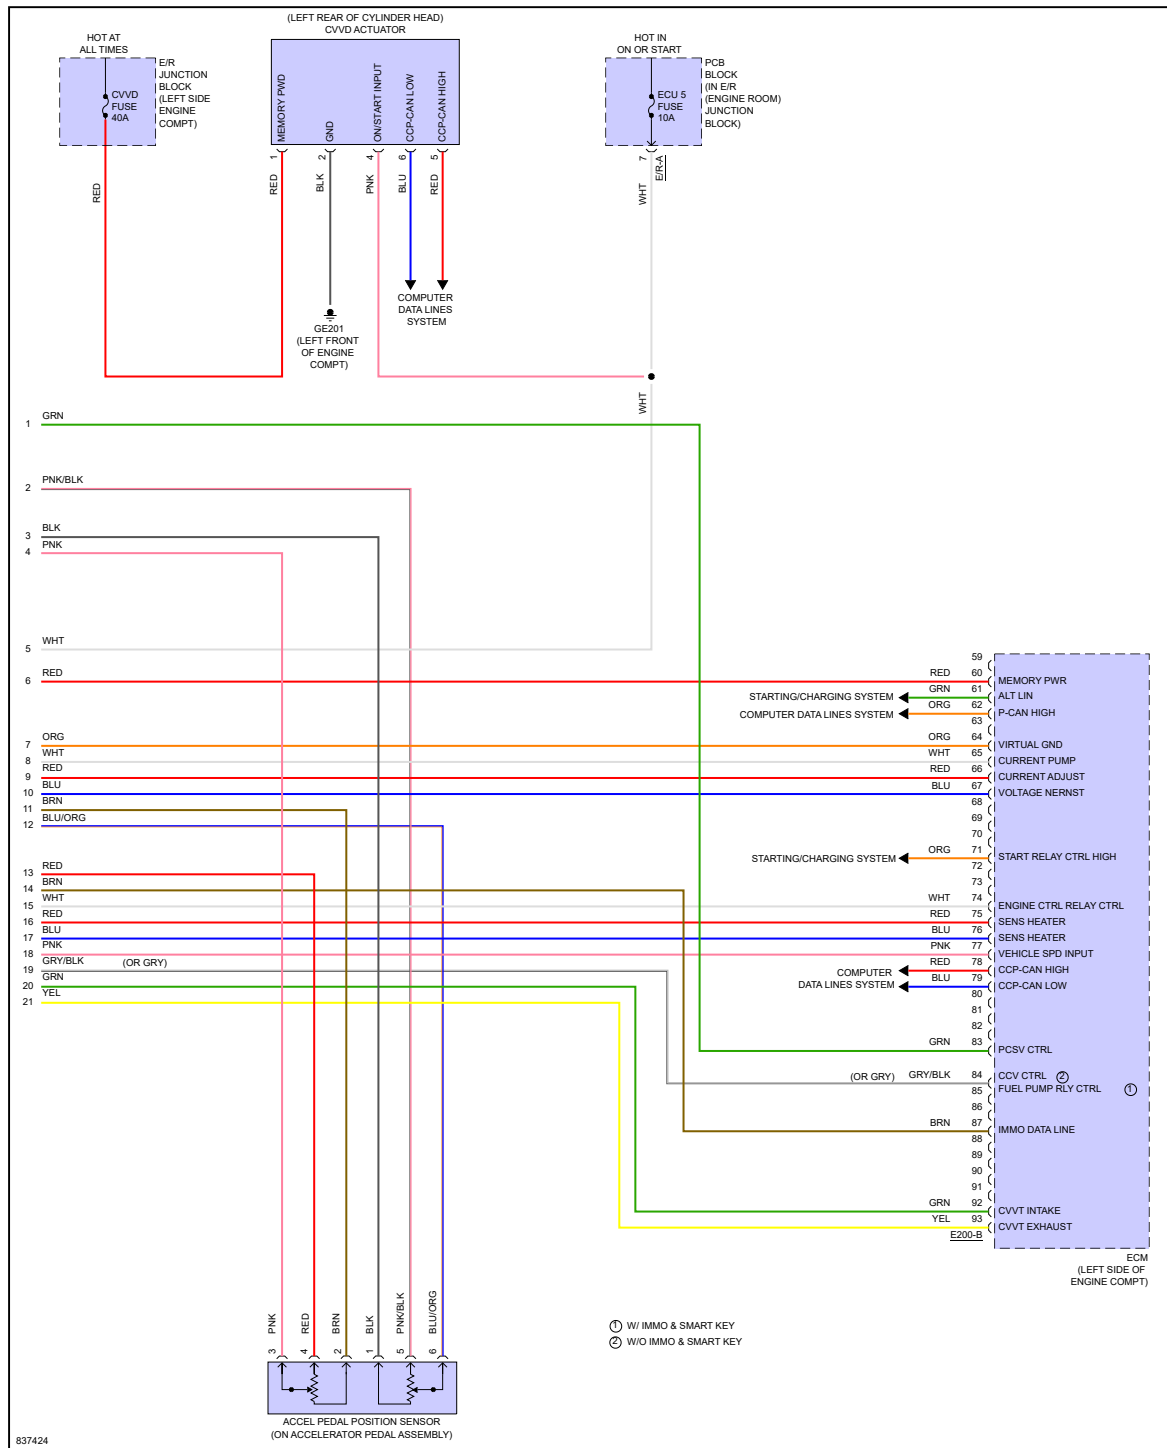 (LEFT REAR OF CYLINDER HEAD)
CVVD ACTUATOR
HOT AT
ALL TIMES
E/R
JUNCTION
BLOCK
(LEFT SIDE
ENGINE
COMPT)
CVVD
FUSE
40A
MEMORY PWD
GND
ON/START INPUT
CCP-CAN LOW
CCP-CAN HIGH
HOT IN
ON OR START
PCB
BLOCK
(IN E/R
(ENGINE ROOM)
JUNCTION
BLOCK)
ECU 5
FUSE
10A
1
2
4
6
5
7
E/R-A
RED
RED
BLK
PNK
BLU
RED
WHT
COMPUTER
DATA LINES
SYSTEM
GE201
(LEFT FRONT
OF ENGINE
COMPT)
WHT
1 GRN
2 PNK/BLK
3 BLK
4 PNK
5 WHT
6 RED
7 ORG
8 WHT
9 RED
10 BLU
11 BRN
12 BLU/ORG
13 RED
14 BRN
15 WHT
16 RED
17 BLU
18 PNK
19 GRY/BLK (OR GRY)
20 GRN
21 YEL
59
RED 60 MEMORY PWR
STARTING/CHARGING SYSTEM GRN 61 ALT LIN
COMPUTER DATA LINES SYSTEM ORG 62 P-CAN HIGH
63
ORG 64 VIRTUAL GND
WHT 65 CURRENT PUMP
RED 66 CURRENT ADJUST
BLU 67 VOLTAGE NERNST
68
69
70
STARTING/CHARGING SYSTEM ORG 71 START RELAY CTRL HIGH
72
73
WHT 74 ENGINE CTRL RELAY CTRL
RED 75 SENS HEATER
BLU 76 SENS HEATER
PNK 77 VEHICLE SPD INPUT
COMPUTER RED 78 CCP-CAN HIGH
DATA LINES SYSTEM BLU 79 CCP-CAN LOW
80
81
82
GRN 83 PCSV CTRL
(OR GRY) GRY/BLK 84 CCV CTRL 2
85 FUEL PUMP RLY CTRL 1
86
BRN 87 IMMO DATA LINE
88
89
90
91
GRN 92 CVVT INTAKE
YEL 93 CVVT EXHAUST
E200-B
ECM
(LEFT SIDE OF
ENGINE COMPT)
PNK
RED
BRN
BLK
PNK/BLK
BLU/ORG
3
4
2
1
5
6
1 W/ IMMO & SMART KEY
2 W/O IMMO & SMART KEY
ACCEL PEDAL POSITION SENSOR
(ON ACCELERATOR PEDAL ASSEMBLY)
837424